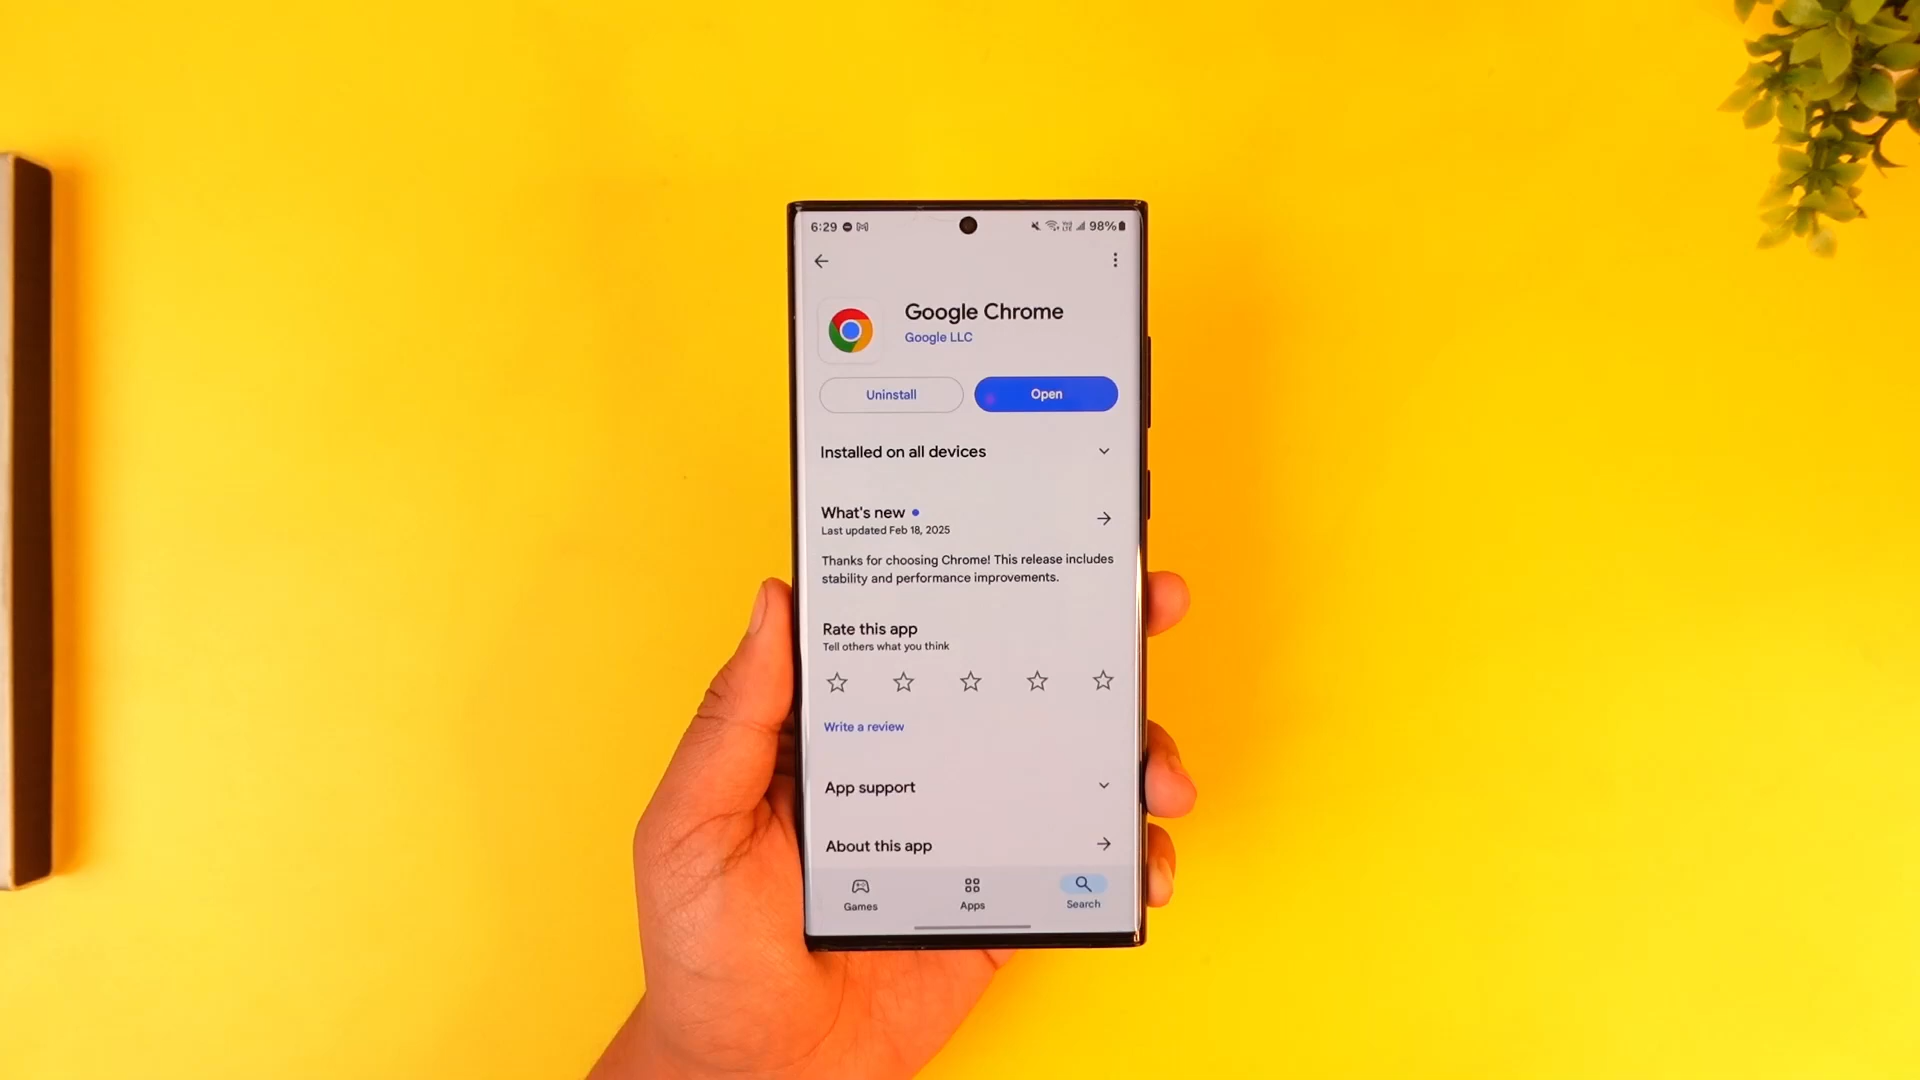 6:29
98%
Google Chrome
Google LLC
Uninstall
Open
Installed on all devices
What's new
Last updated Feb 18, 2025
Thanks for choosing Chrome! This release includes
stability and performance improvements.
Rate this app
Tell others what you think
Write a review
App support
About this app
Games
Apps
Search